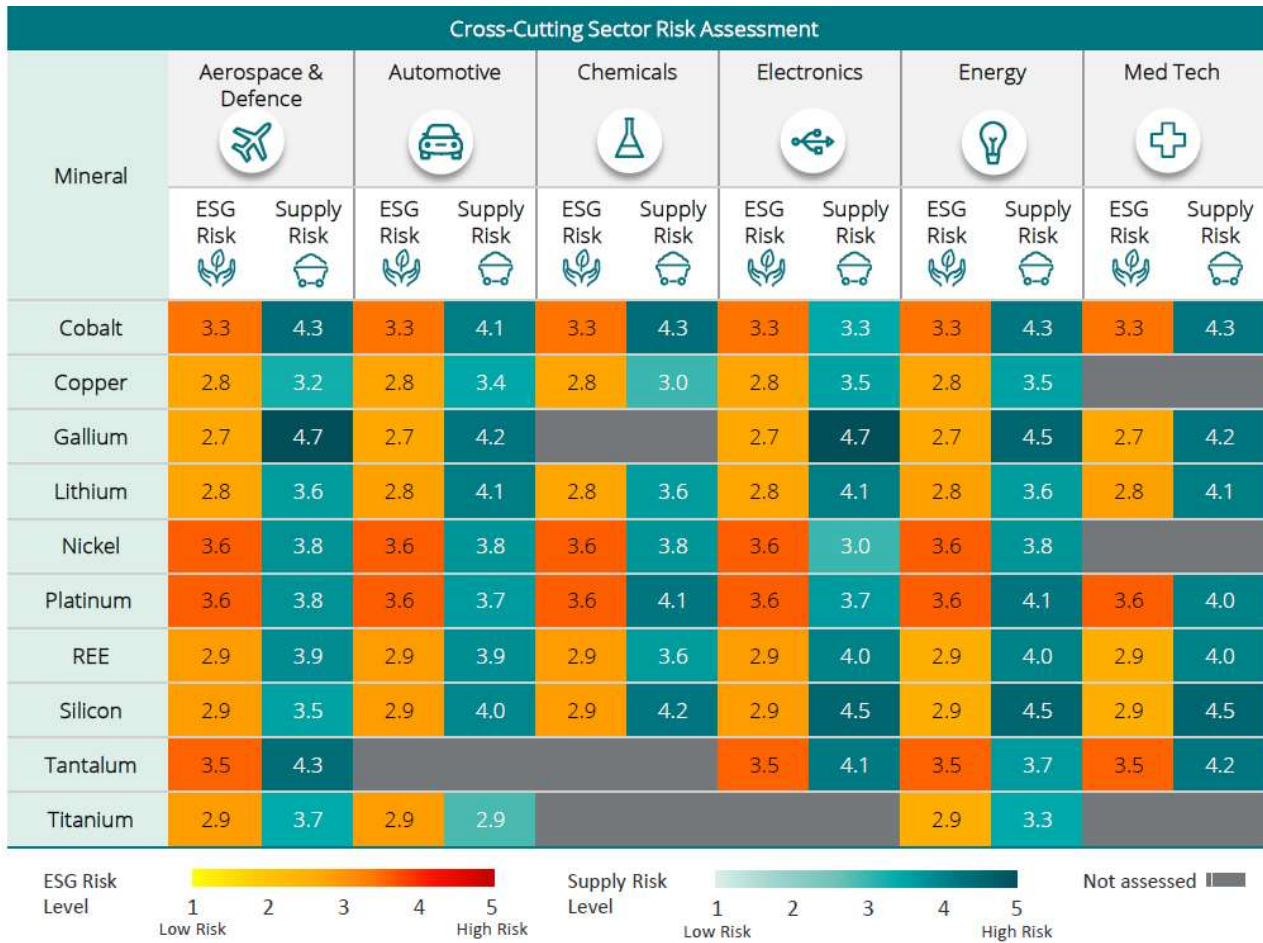 Cross-Cutting Sector Risk Assessment
Mineral
Aerospace &
Defence
Automotive
Chemicals
Electronics
Energy
Med Tech
ESG Risk Supply Risk ESG Risk Supply Risk ESG Risk Supply Risk ESG Risk Supply Risk ESG Risk Supply Risk ESG Risk Supply Risk
Cobalt 3.3 4.3 3.3 4.1 3.3 4.3 3.3 3.3 3.3 4.3 3.3 4.3
Copper 2.8 3.2 2.8 3.4 2.8 3.0 2.8 3.5 2.8 3.5
Gallium 2.7 4.7 2.7 4.2 2.7 4.7 2.7 4.5 2.7 4.2
Lithium 2.8 3.6 2.8 4.1 2.8 3.6 2.8 4.1 2.8 3.6 2.8 4.1
Nickel 3.6 3.8 3.6 3.8 3.6 3.8 3.6 3.0 3.6 3.8
Platinum 3.6 3.8 3.6 3.7 3.6 4.1 3.6 3.7 3.6 4.1 3.6 4.0
REE 2.9 3.9 2.9 3.9 2.9 3.6 2.9 4.0 2.9 4.0 2.9 4.0
Silicon 2.9 3.5 2.9 4.0 2.9 4.2 2.9 4.5 2.9 4.5 2.9 4.5
Tantalum 3.5 4.3 3.5 4.1 3.5 3.7 3.5 4.2
Titanium 2.9 3.7 2.9 2.9 2.9 3.3
ESG Risk
Level
1 2 3 4 5
Low Risk High Risk
Supply Risk
Level
1 2 3 4 5
Low Risk High Risk
Not assessed